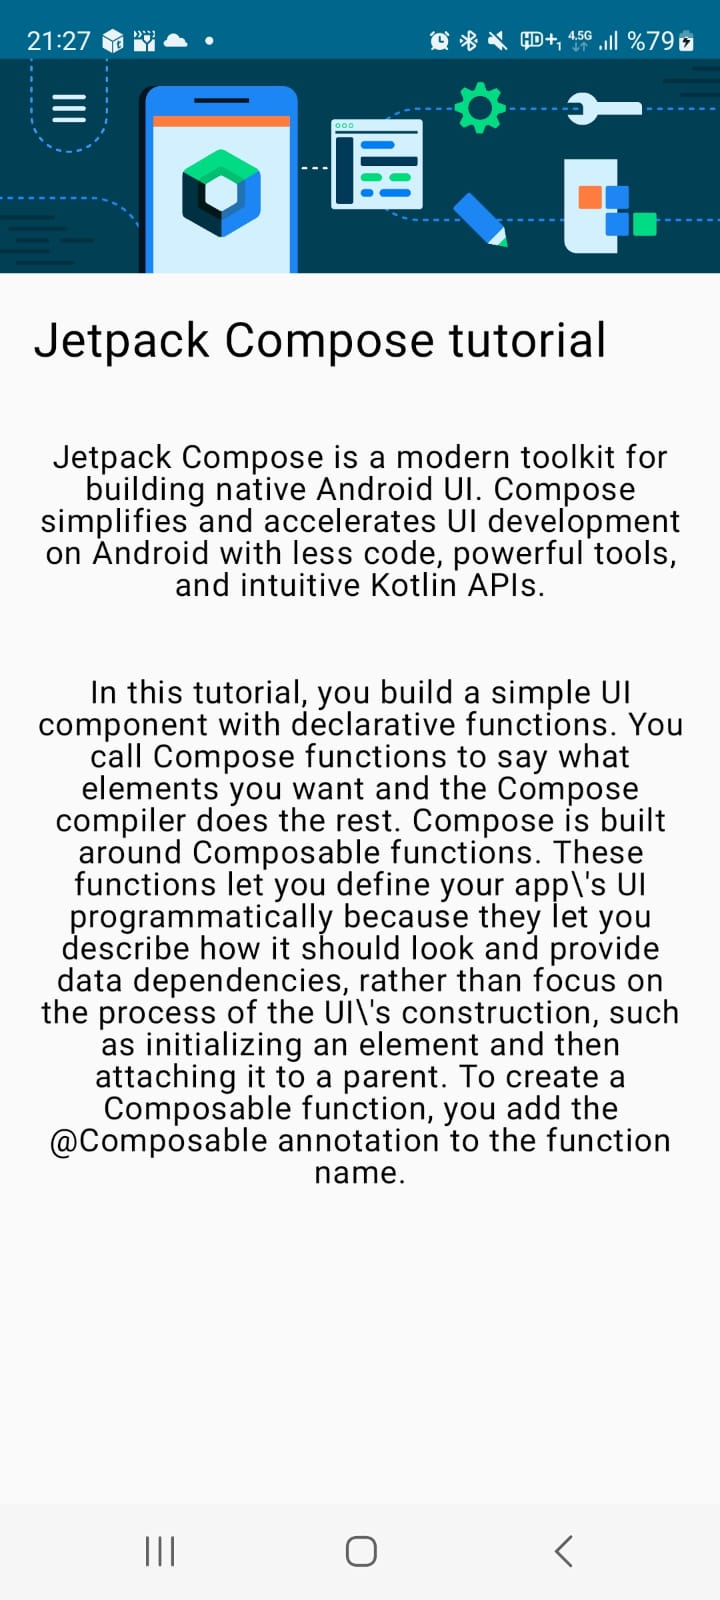 21:27 HD+1 4.5G %79
Jetpack Compose tutorial
Jetpack Compose is a modern toolkit for
building native Android UI. Compose
simplifies and accelerates UI development
on Android with less code, powerful tools,
and intuitive Kotlin APIs.
In this tutorial, you build a simple UI
component with declarative functions. You
call Compose functions to say what
elements you want and the Compose
compiler does the rest. Compose is built
around Composable functions. These
functions let you define your app\'s UI
programmatically because they let you
describe how it should look and provide
data dependencies, rather than focus on
the process of the UI\'s construction, such
as initializing an element and then
attaching it to a parent. To create a
Composable function, you add the
@Composable annotation to the function
name.